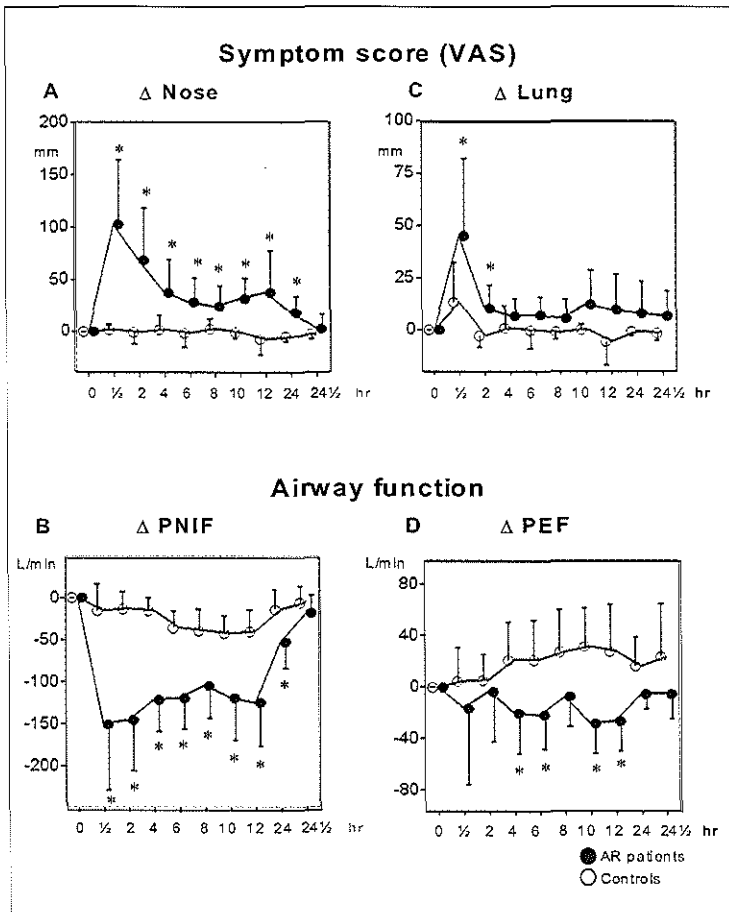 Symptom score (VAS)
A Δ Nose
200
mm
150
100
50
0
* * * * * * * *
0 ½ 2 4 6 8 10 12 24 24½ hr
C Δ Lung
100
mm
75
50
25
0
* *
0 ½ 2 4 6 8 10 12 24 24½ hr
Airway function
B Δ PNIF
L/min
0
-50
-100
-150
-200
* * * * * * * *
0 ½ 2 4 6 8 10 12 24 24½ hr
D Δ PEF
L/min
80
40
0
-40
-80
* * * *
0 ½ 2 4 6 8 10 12 24 24½ hr
AR patients
Controls